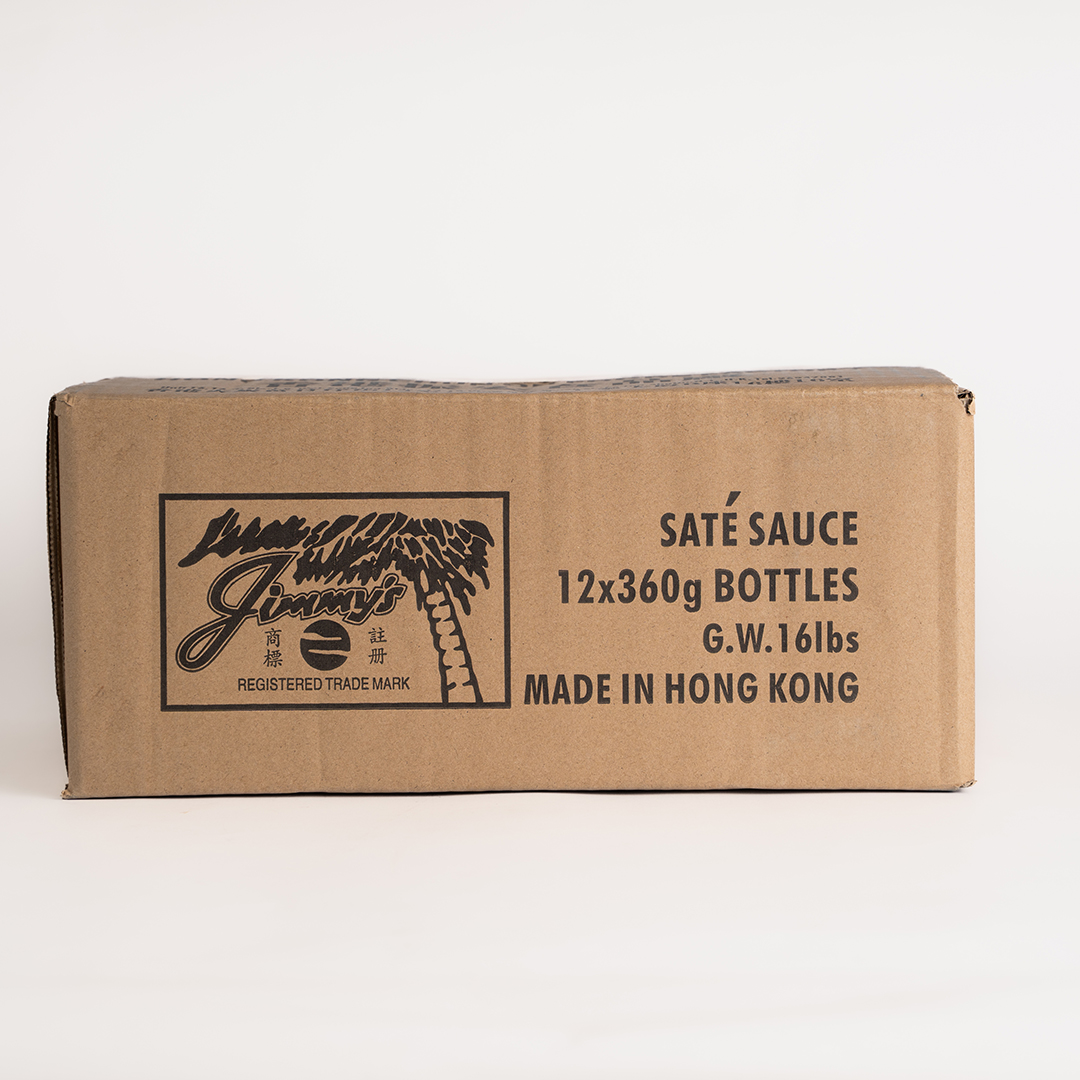 Jimmy's
商標 註册
REGISTERED TRADE MARK
SATÉ SAUCE
12x360g BOTTLES
G.W.16lbs
MADE IN HONG KONG